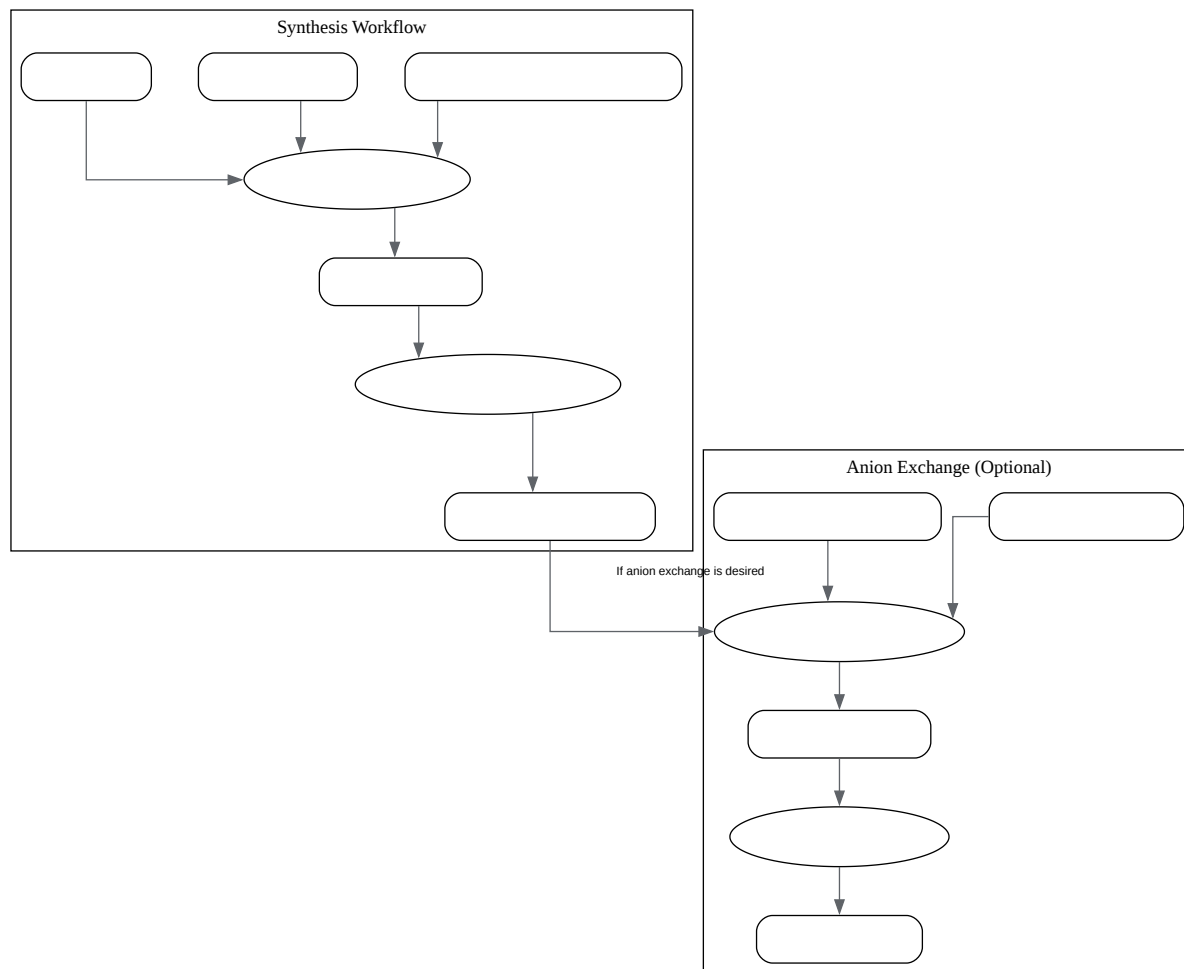 Synthesis Workflow
Anion Exchange (Optional)
If anion exchange is desired